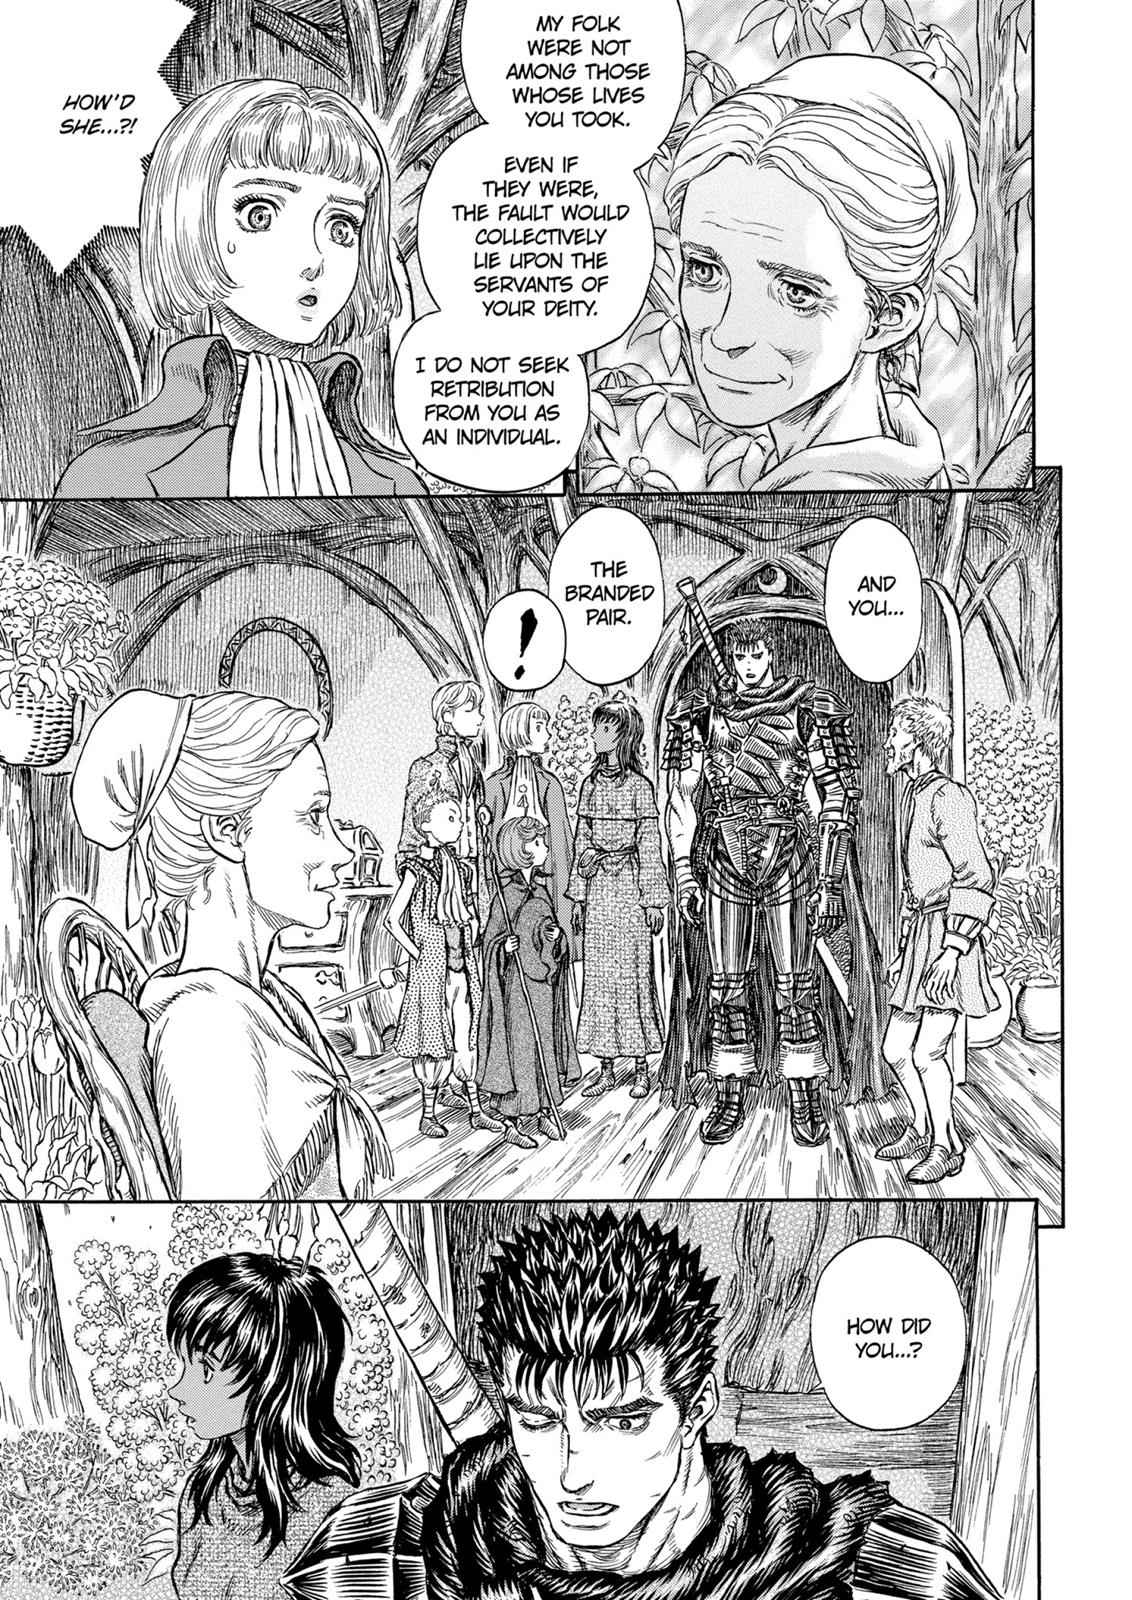 MY FOLK
WERE NOT
AMONG THOSE
WHOSE LIVES
YOU TOOK.
EVEN IF
THEY WERE,
THE FAULT WOULD
COLLECTIVELY
LIE UPON THE
SERVANTS OF
YOUR DEITY.
I DO NOT SEEK
RETRIBUTION
FROM YOU AS
AN INDIVIDUAL.
HOW'D
SHE...?!
AND
YOU...
THE
BRANDED
PAIR.
!
HOW DID
YOU...?